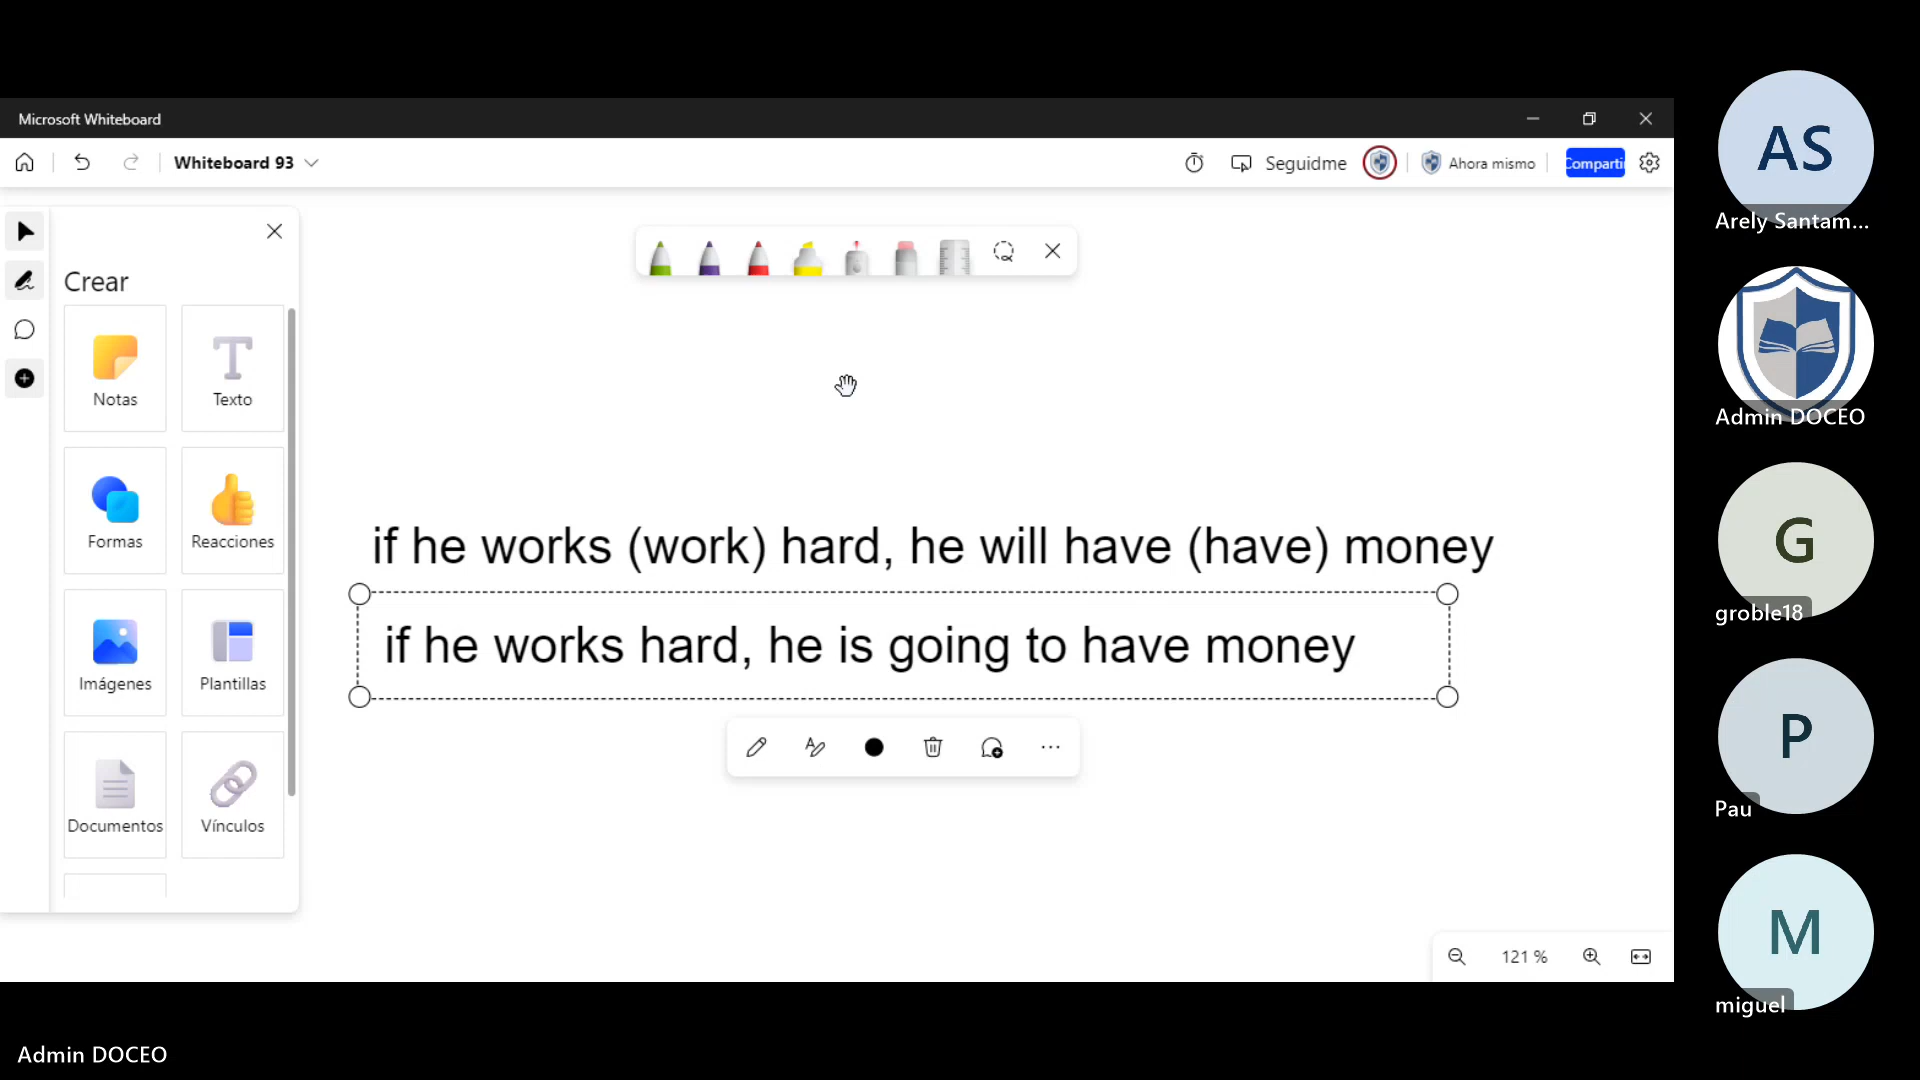 Microsoft Whiteboard
Whiteboard 93
Seguidme
Ahora mismo
Comparti
Crear
Notas
Texto
Formas
Reacciones
Imágenes
Plantillas
Documentos
Vínculos
if he works (work) hard, he will have (have) money
if he works hard, he is going to have money
121 %
AS
Arely Santam...
Admin DOCEO
G
groble18
P
Pau
M
miguel
Admin DOCEO